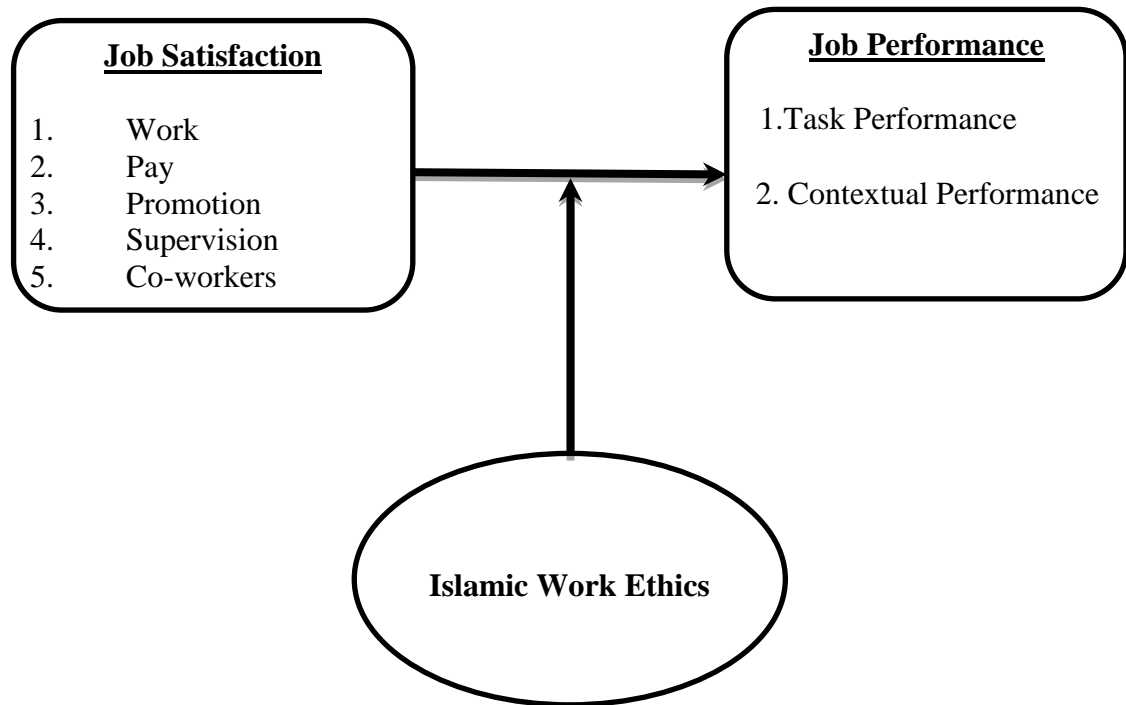 Job Satisfaction
1. Work
2. Pay
3. Promotion
4. Supervision
5. Co-workers
Job Performance
1.Task Performance
2. Contextual Performance
Islamic Work Ethics